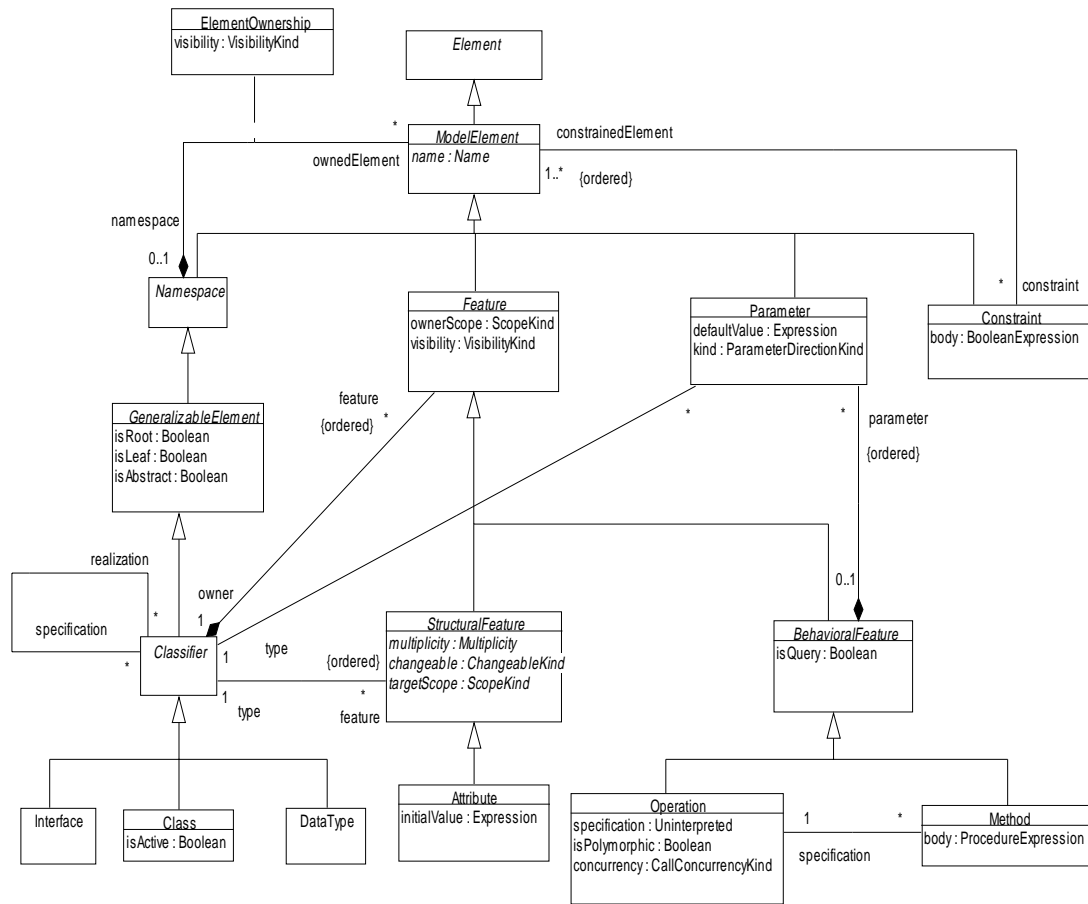 ElementOwnership
visibility : VisibilityKind
Element
*
ModelElement
constrainedElement
ownedElement
name : Name
1..*
{ordered}
namespace
0..1
Namespace
Feature
ownerScope : ScopeKind
visibility : VisibilityKind
Parameter
defaultValue : Expression
kind : ParameterDirectionKind
*
constraint
Constraint
body : BooleanExpression
GeneralizableElement
isRoot : Boolean
isLeaf : Boolean
isAbstract : Boolean
feature
*
{ordered}
*
*
parameter
{ordered}
realization
*
specification
*
owner
1
Classifier
1
type
1
type
{ordered}
*
feature
StructuralFeature
multiplicity : Multiplicity
changeable : ChangeableKind
targetScope : ScopeKind
0..1
BehavioralFeature
isQuery : Boolean
Interface
Class
isActive : Boolean
DataType
Attribute
initialValue : Expression
Operation
specification : Uninterpreted
isPolymorphic : Boolean
concurrency : CallConcurrencyKind
1
*
specification
Method
body : ProcedureExpression